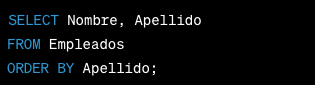 SELECT Nombre, Apellido
FROM Empleados
ORDER BY Apellido;